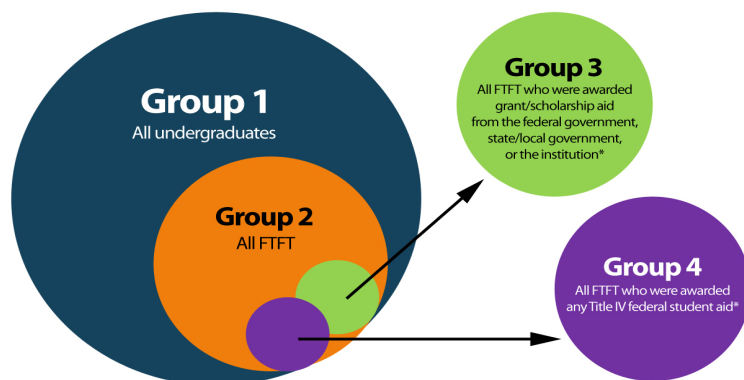 Group 1
All undergraduates
Group 2
All FTFT
Group 3
All FTFT who were awarded
grant/scholarship aid
from the federal government,
state/local government,
or the institution*
Group 4
All FTFT who were awarded
any Title IV federal student aid*